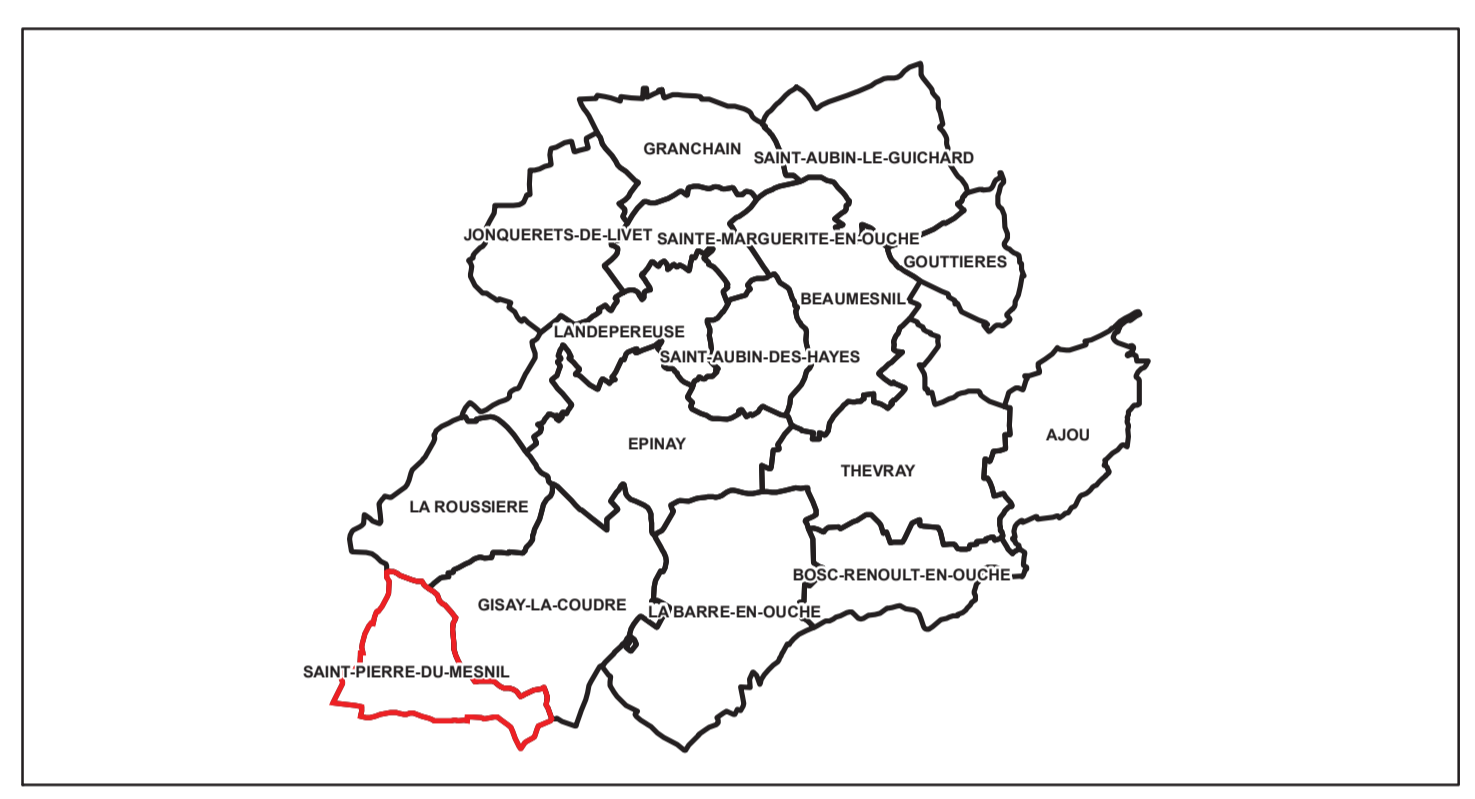 GRANCHAIN
SAINT-AUBIN-LE-GUICHARD
JONQUERETS-DE-LIVET
SAINTE-MARGUERITE-EN-OUCHE
GOUTTIERES
BEAUMESNIL
LANDEPEREUSE
SAINT-AUBIN-DES-HAYES
AJOU
EPINAY
THEVRAY
LA ROUSSIERE
BOSC-RENOULT-EN-OUCHE
GISAY-LA-COUDRE
LA BARRE-EN-OUCHE
SAINT-PIERRE-DU-MESNIL